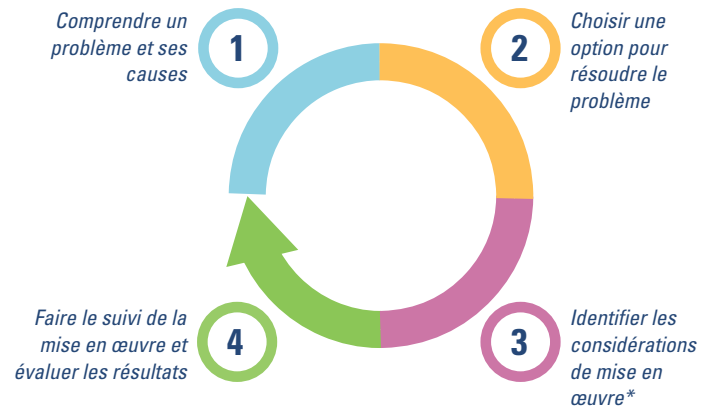 Comprendre un
problème et ses
causes
1
2
Choisir une
option pour
résoudre le
problème
Faire le suivi de la
mise en œuvre et
évaluer les résultats
4
3
Identifier les
considérations
de mise en
œuvre*